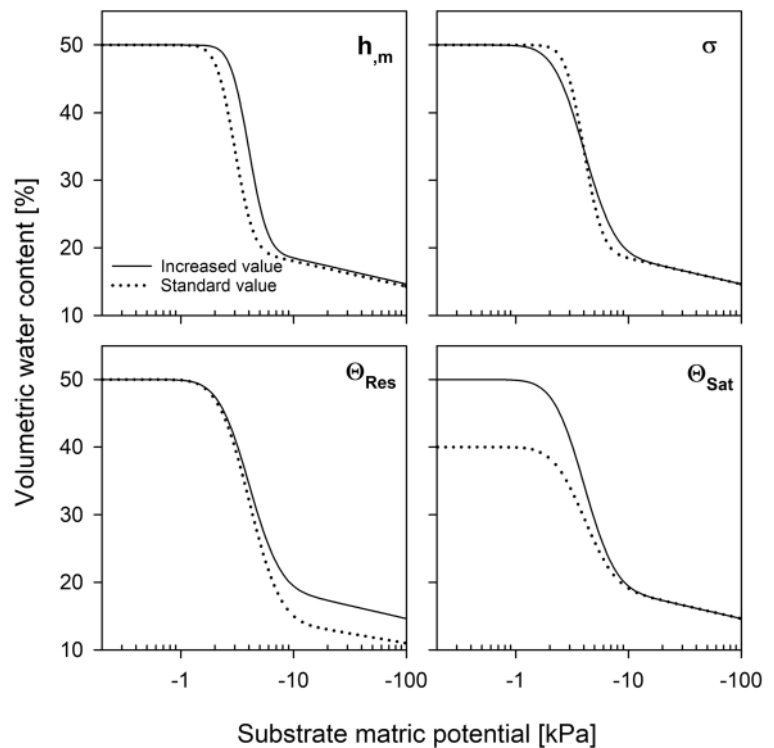 50
40
30
20
10
h,m
σ
Increased value
Standard value
50
40
30
20
10
ΘRes
ΘSat
-1
-10
-100
-1
-10
-100
Volumetric water content [%]
Substrate matric potential [kPa]